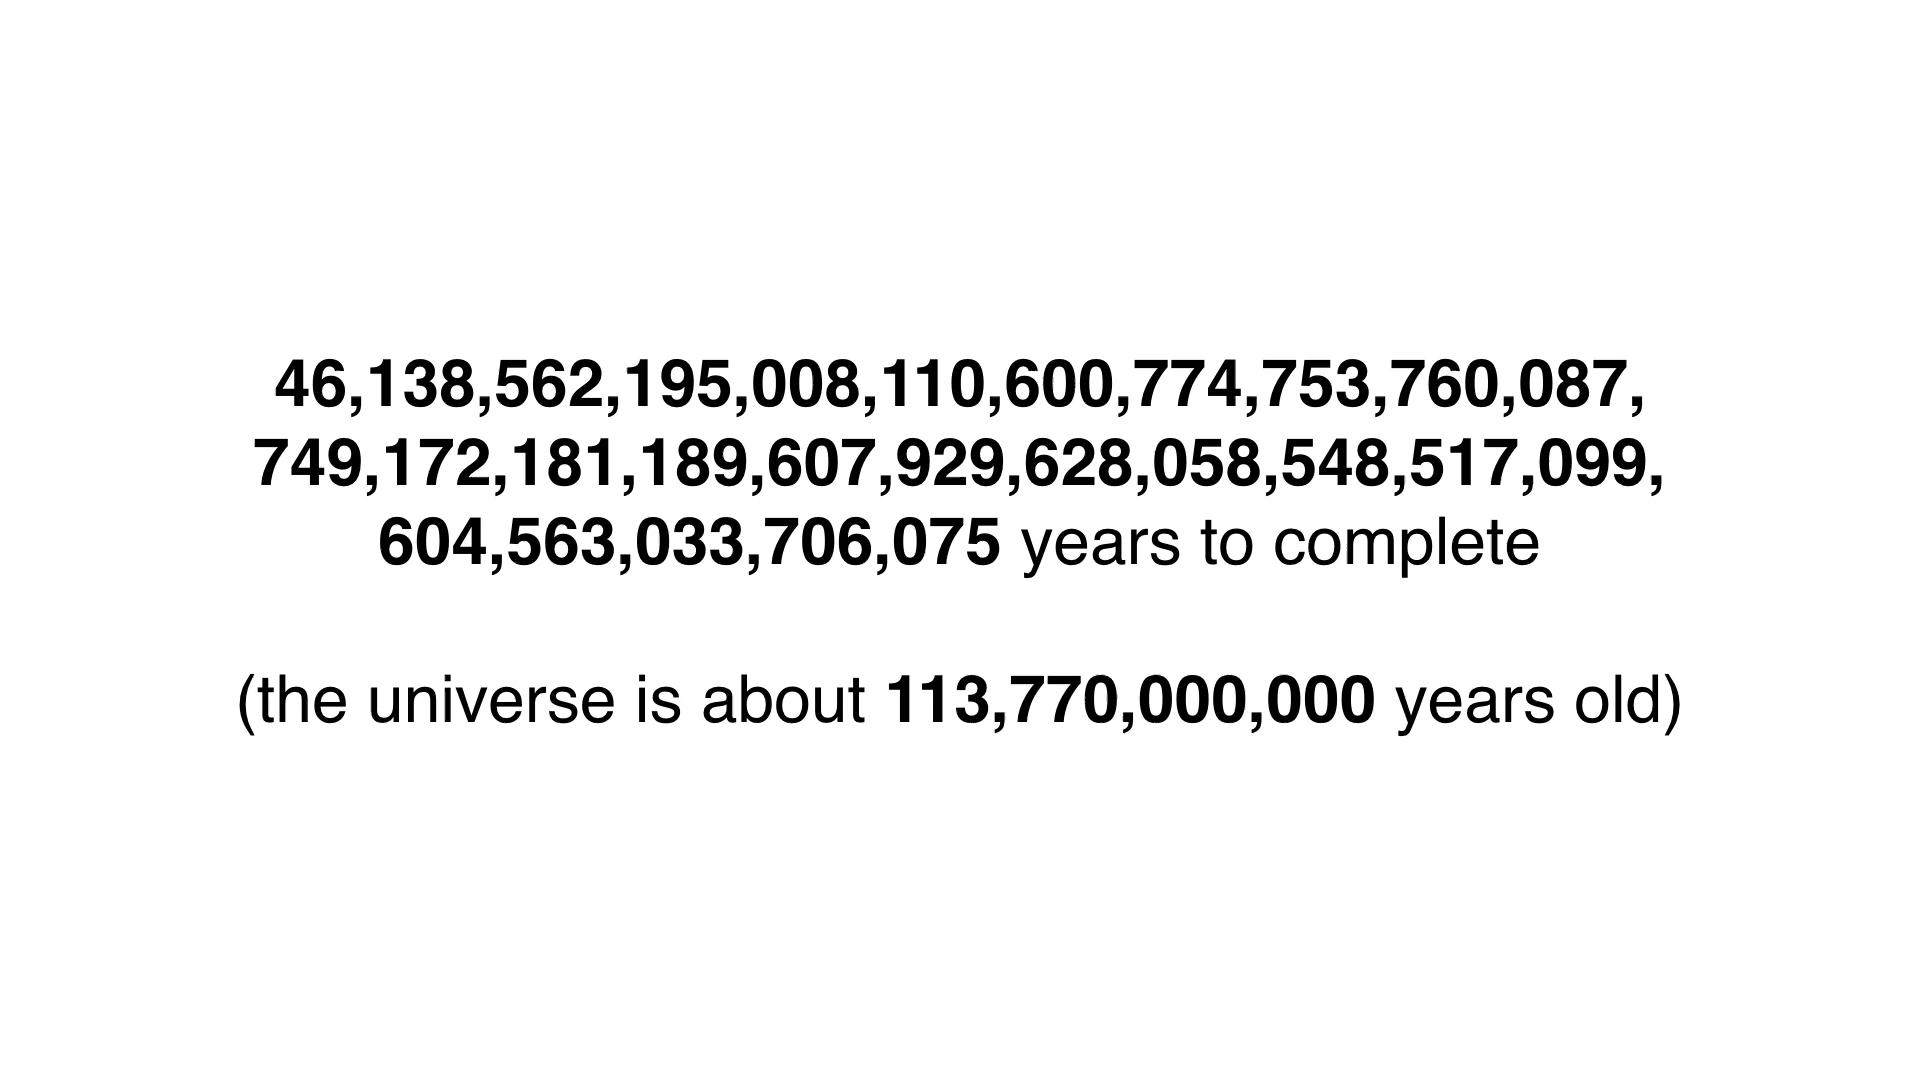 46,138,562,195,008,110,600,774,753,760,087,
749,172,181,189,607,929,628,058,548,517,099,
604,563,033,706,075 years to complete
(the universe is about 113,770,000,000 years old)